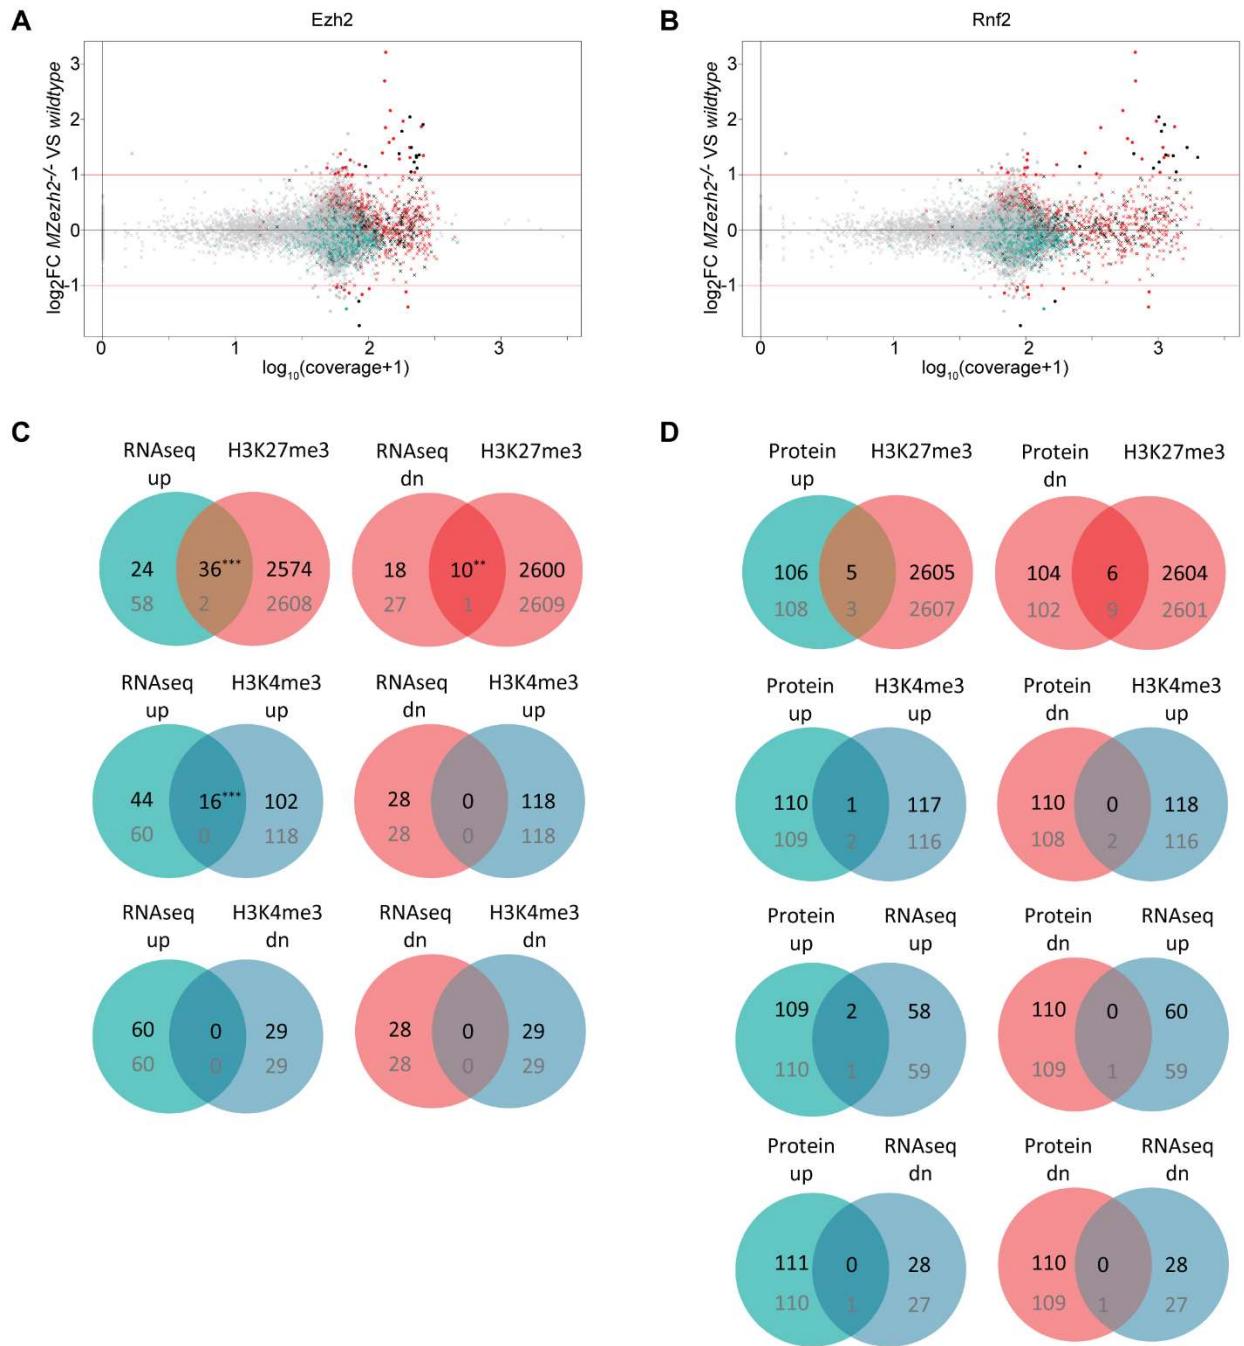 A
Ezh2
log2FC MZezh2-/- VS wildtype
3
2
1
0
-1
0 1 2 3
log10(coverage+1)
B
Rnf2
log2FC MZezh2-/- VS wildtype
3
2
1
0
-1
0 1 2 3
log10(coverage+1)
C
RNAseq up H3K27me3
24 36*** 2574
58 2 2608
RNAseq dn H3K27me3
18 10** 2600
27 1 2609
RNAseq up H3K4me3 up
44 16*** 102
60 0 118
RNAseq dn H3K4me3 up
28 0 118
28 0 118
RNAseq up H3K4me3 dn
60 0 29
60 0 29
RNAseq dn H3K4me3 dn
28 0 29
28 0 29
D
Protein up H3K27me3
106 5 2605
108 3 2607
Protein dn H3K27me3
104 6 2604
102 9 2601
Protein up H3K4me3 up
110 1 117
109 2 116
Protein dn H3K4me3 up
110 0 118
108 2 116
Protein up RNAseq up
109 2 58
110 1 59
Protein dn RNAseq up
110 0 60
109 1 59
Protein up RNAseq dn
111 0 28
110 1 27
Protein dn RNAseq dn
110 0 28
109 1 27